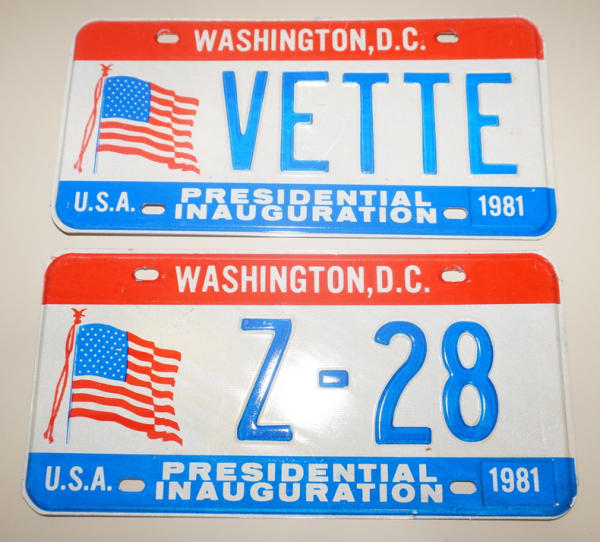 WASHINGTON, D.C.
VETTE
U.S.A. PRESIDENTIAL INAUGURATION 1981
WASHINGTON, D.C.
Z-28
U.S.A. PRESIDENTIAL INAUGURATION 1981